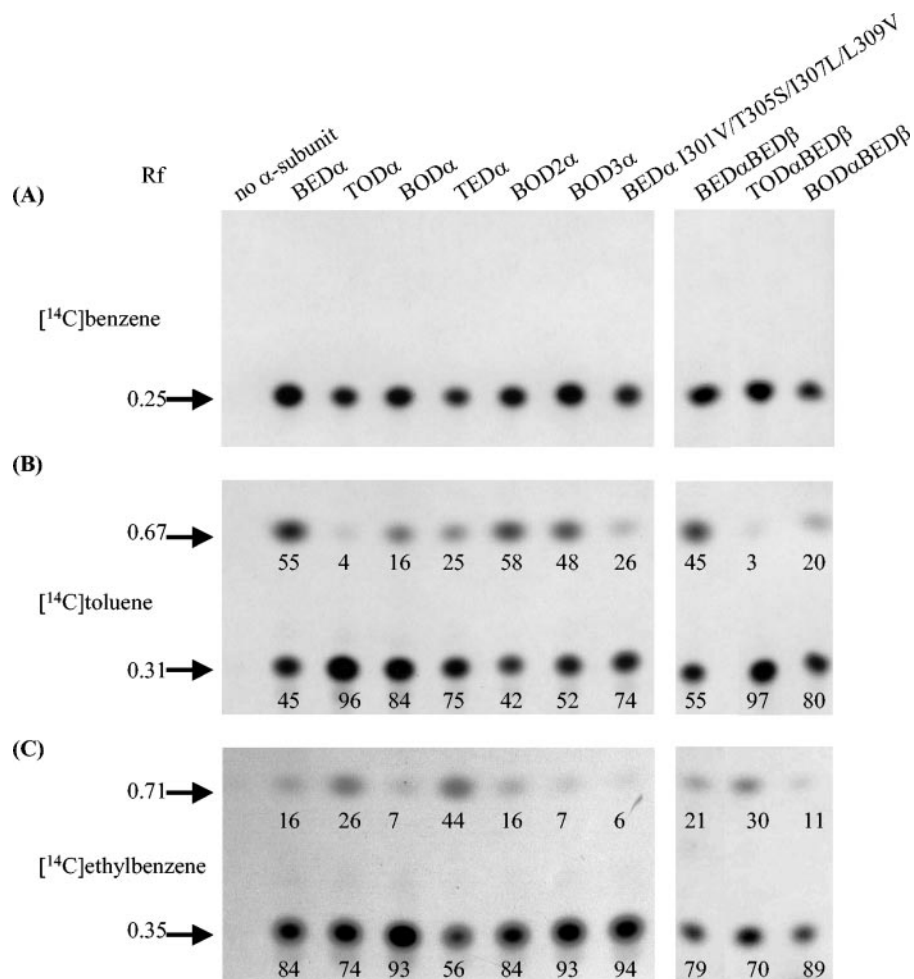 no α-subunit
BEDα
TODα
BODα
TEDα
BOD2α
BOD3α
BEDα I301V/T305S/I307L/L309V
BEDαBEDβ
TODαBEDβ
BODαBEDβ
Rf
(A)
[14C]benzene
0.25
(B)
0.67
55 4 16 25 58 48 26 45 3 20
[14C]toluene
0.31
45 96 84 75 42 52 74 55 97 80
(C)
0.71
16 26 7 44 16 7 6 21 30 11
[14C]ethylbenzene
0.35
84 74 93 56 84 93 94 79 70 89